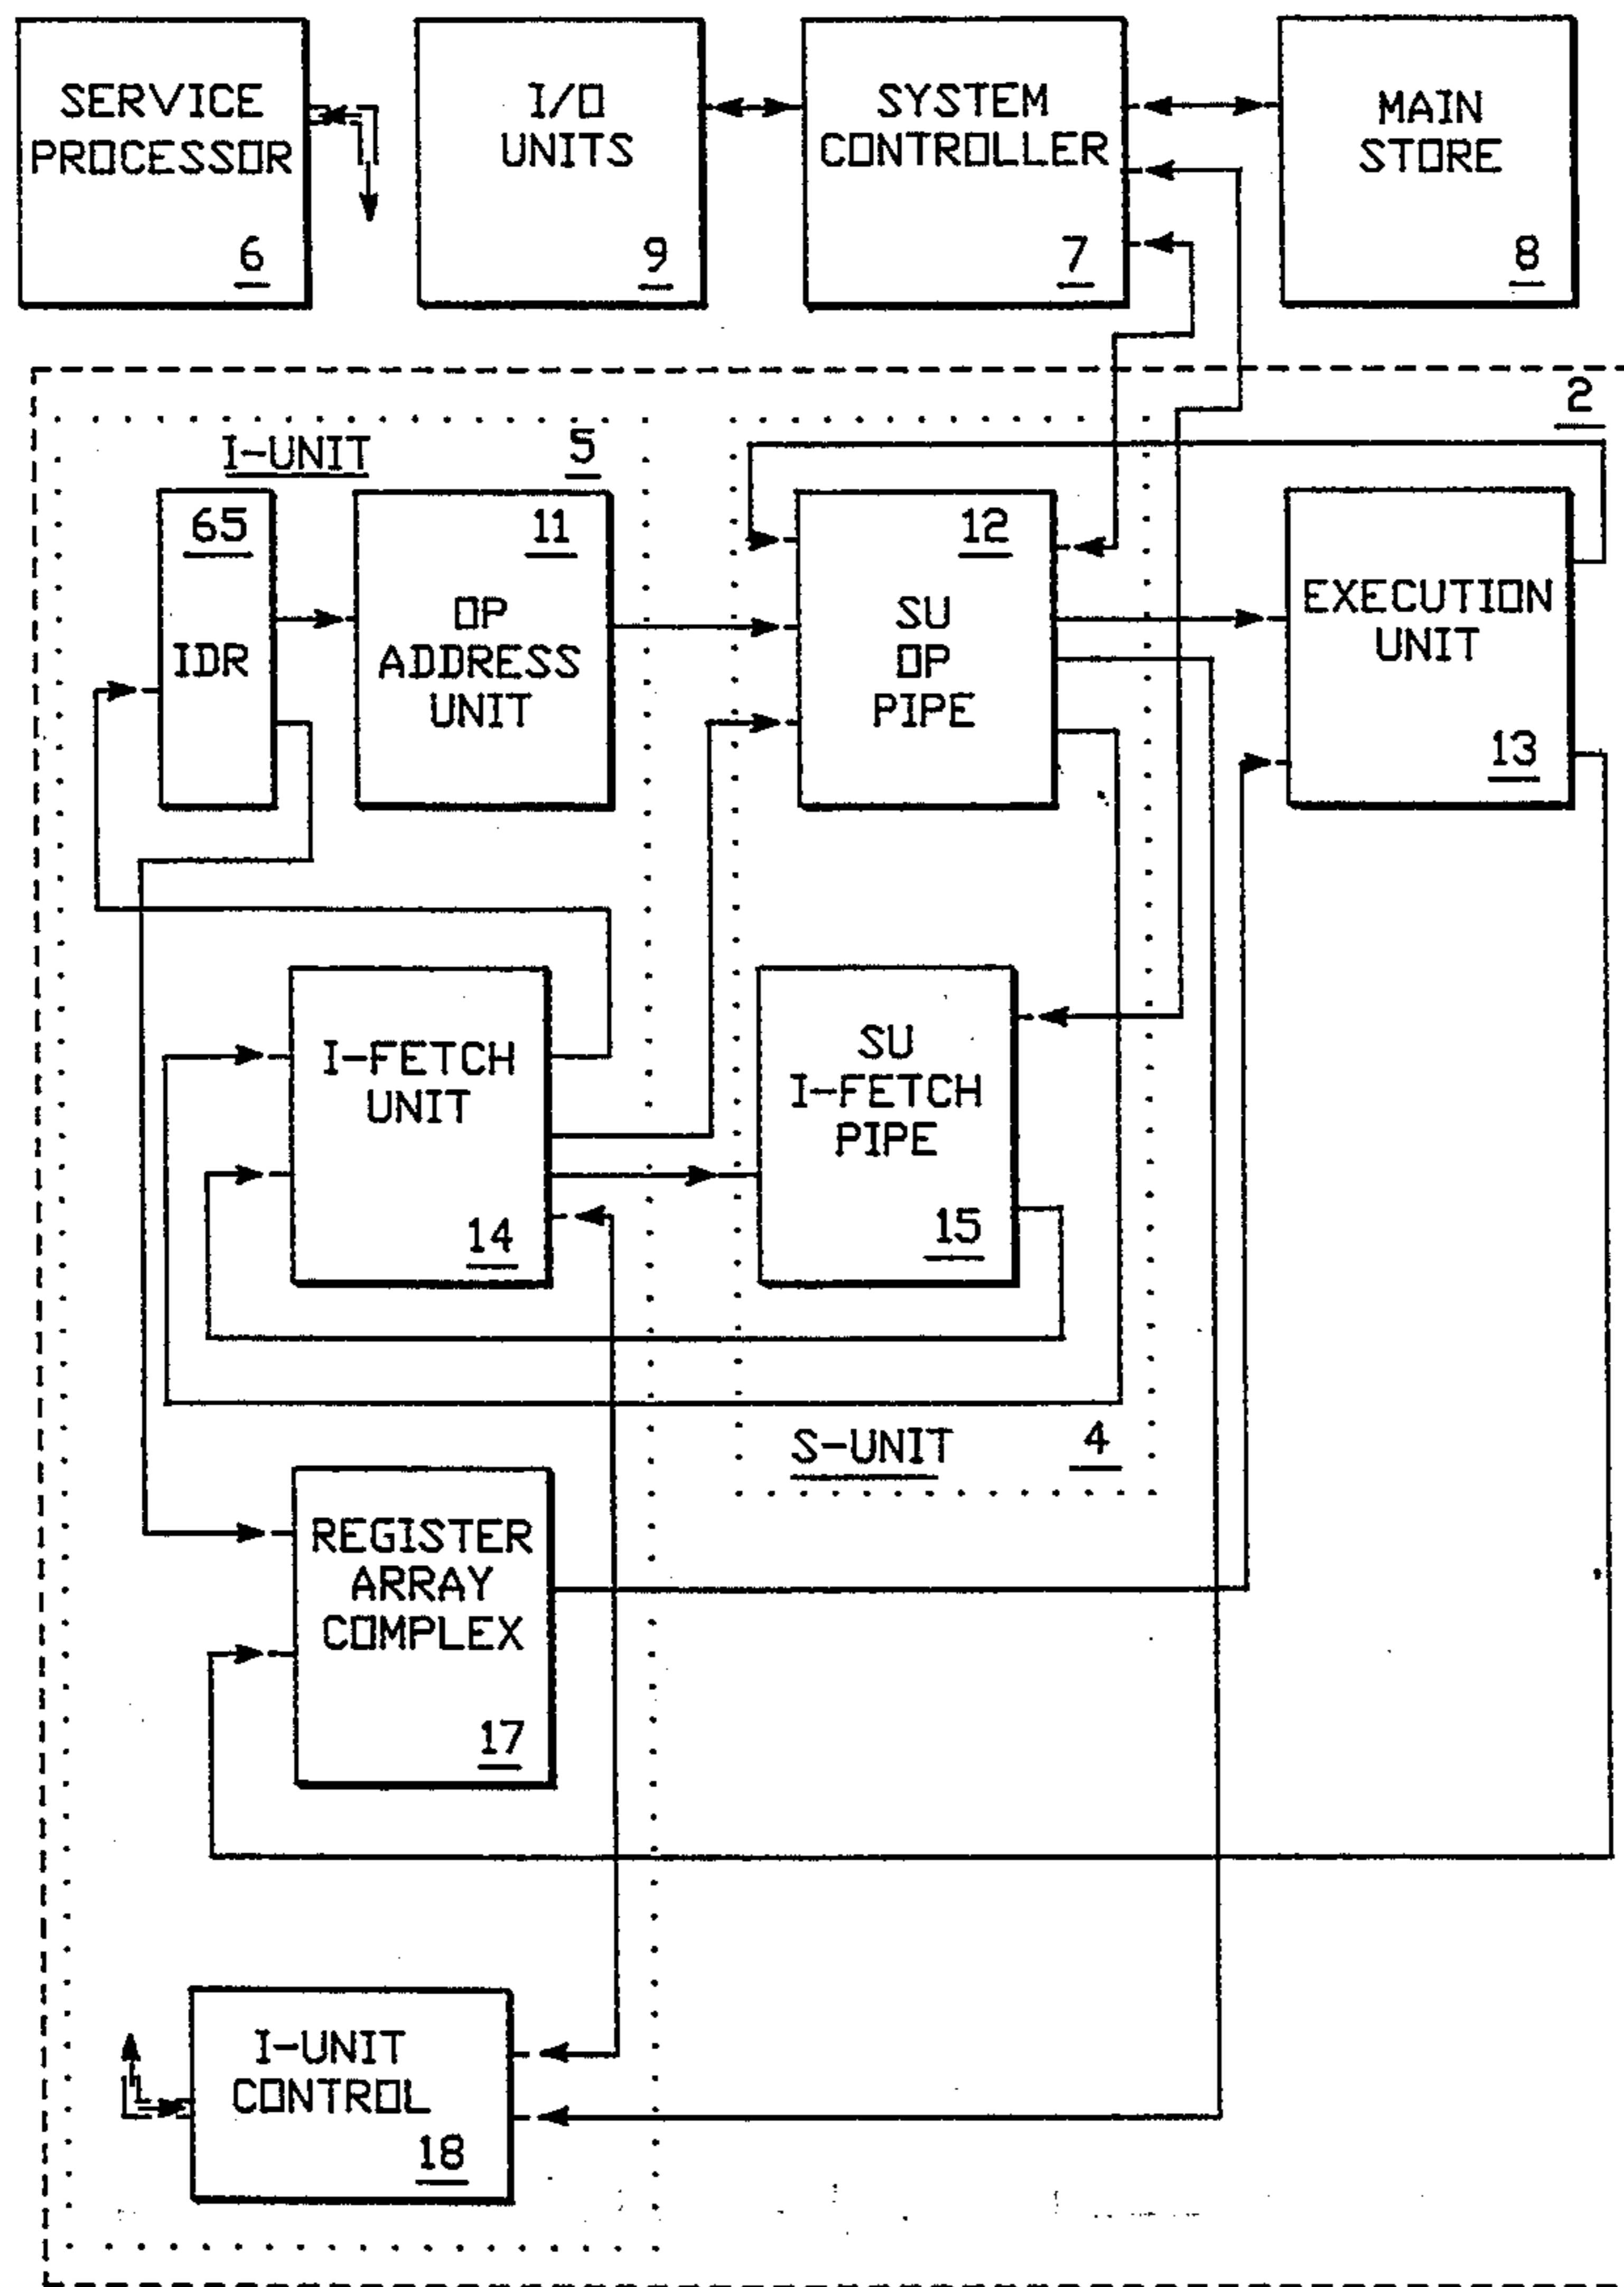 SERVICE
PROCESSOR
6
I/O
UNITS
9
SYSTEM
CONTROLLER
7
MAIN
STORE
8
2
I-UNIT
5
65
IDR
11
OP
ADDRESS
UNIT
12
SU
OP
PIPE
EXECUTION
UNIT
13
I-FETCH
UNIT
14
SU
I-FETCH
PIPE
15
S-UNIT
4
REGISTER
ARRAY
COMPLEX
17
I-UNIT
CONTROL
18